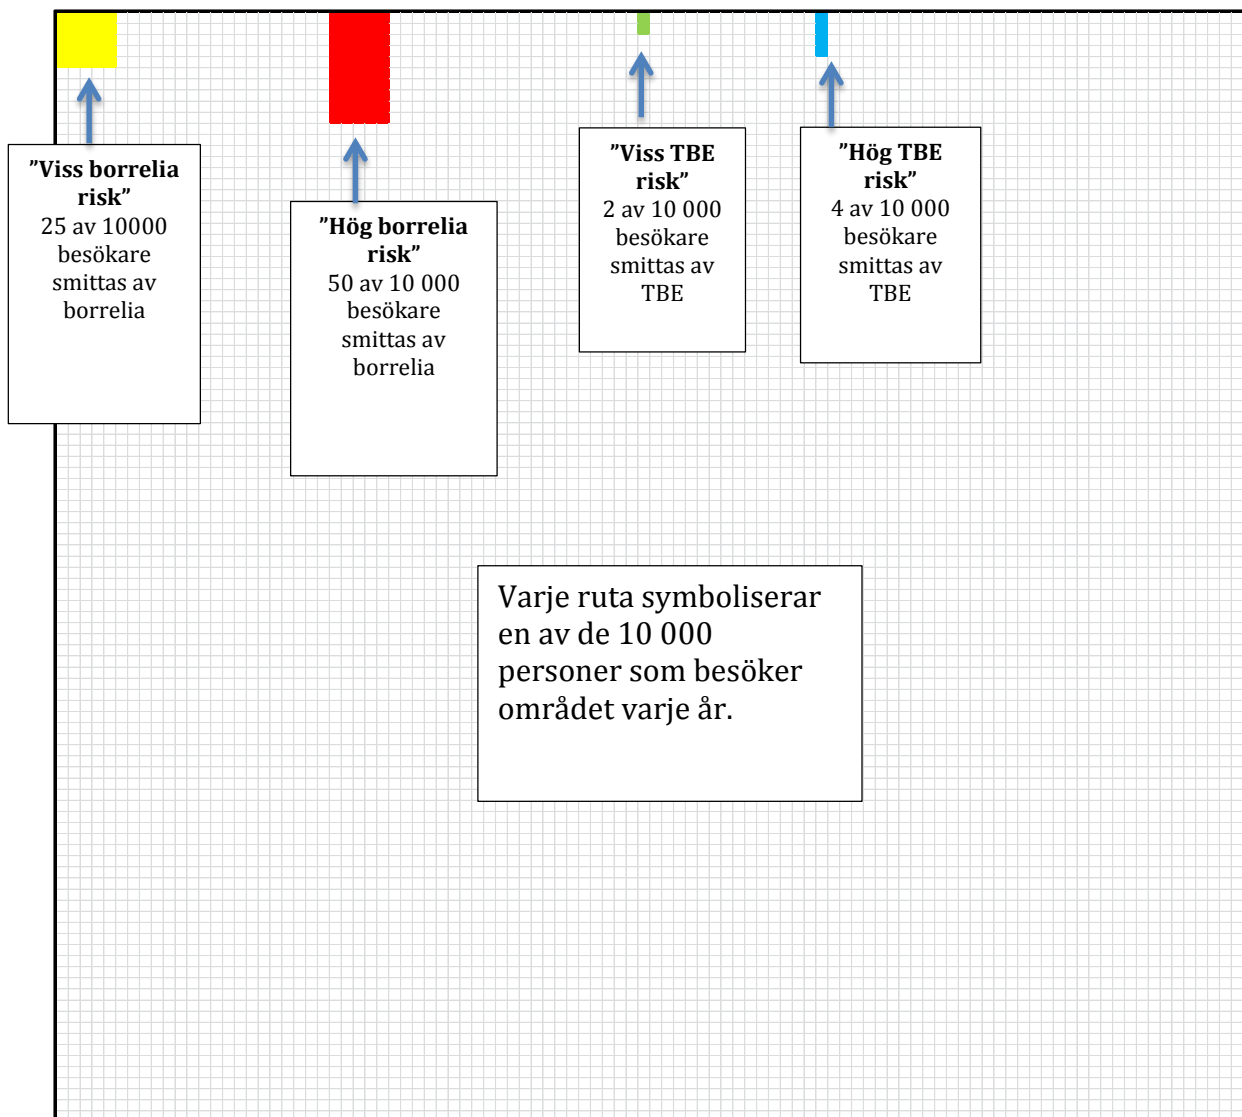 ”Viss borrelia
risk”
25 av 10000
besökare
smittas av
borrelia
”Hög borrelia
risk”
50 av 10 000
besökare
smittas av
borrelia
”Viss TBE
risk”
2 av 10 000
besökare
smittas av
TBE
”Hög TBE
risk”
4 av 10 000
besökare
smittas av
TBE
Varje ruta symboliserar
en av de 10 000
personer som besöker
området varje år.